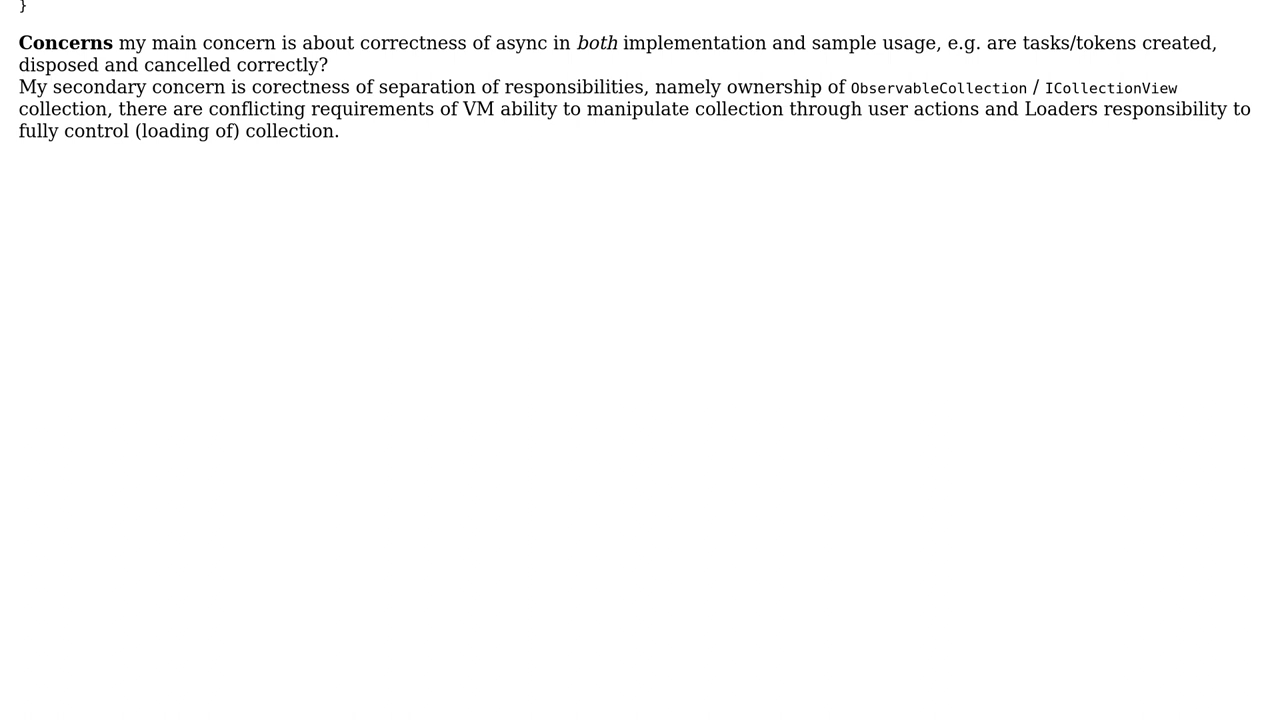 }
Concerns my main concern is about correctness of async in both implementation and sample usage, e.g. are tasks/tokens created,
disposed and cancelled correctly?
My secondary concern is corectness of separation of responsibilities, namely ownership of ObservableCollection / ICollectionView
collection, there are conflicting requirements of VM ability to manipulate collection through user actions and Loaders responsibility to
fully control (loading of) collection.